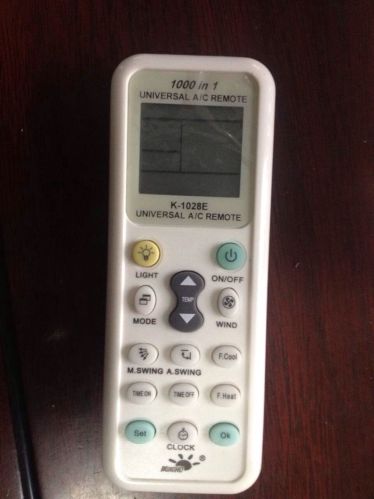 1000 in 1
UNIVERSAL A/C REMOTE
K-1028E
UNIVERSAL A/C REMOTE
LIGHT
ON/OFF
TEMP
MODE
WIND
F.Cool
M.SWING A.SWING
TIME ON
TIME OFF
F.Heat
Set
Ok
CLOCK
®